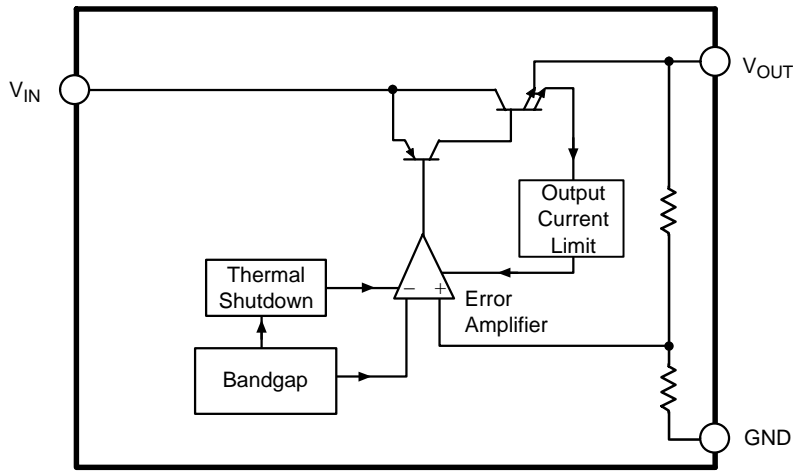 V_IN
V_OUT
Output
Current
Limit
Thermal
Shutdown
− +
Error
Amplifier
Bandgap
GND